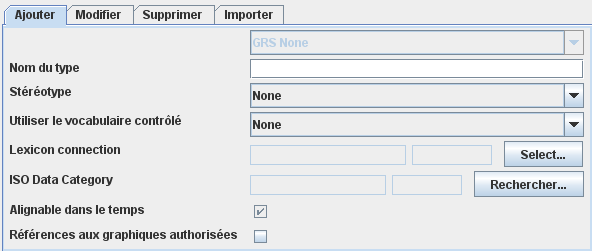 Ajouter Modifier Supprimer Importer
GRS None
Nom du type
Stéréotype None
Utiliser le vocabulaire contrôlé None
Lexicon connection Select...
ISO Data Category Rechercher...
Alignable dans le temps
Références aux graphiques authorisées